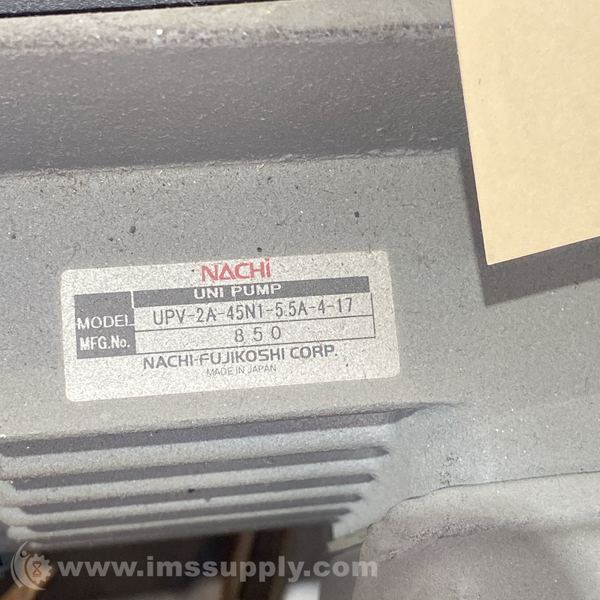 NACHi
UNI PUMP
MODEL UPV-2A-45N1-5.5A-4-17
MFG.No. 850
NACHI-FUJIKOSHI CORP.
MADE IN JAPAN
© www.imssupply.com